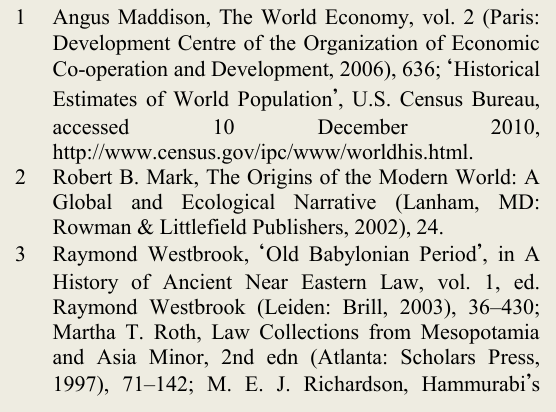 1 Angus Maddison, The World Economy, vol. 2 (Paris:
Development Centre of the Organization of Economic
Co-operation and Development, 2006), 636; ‘Historical
Estimates of World Population’, U.S. Census Bureau,
accessed 10 December 2010,
http://www.census.gov/ipc/www/worldhis.html.
2 Robert B. Mark, The Origins of the Modern World: A
Global and Ecological Narrative (Lanham, MD:
Rowman & Littlefield Publishers, 2002), 24.
3 Raymond Westbrook, ‘Old Babylonian Period’, in A
History of Ancient Near Eastern Law, vol. 1, ed.
Raymond Westbrook (Leiden: Brill, 2003), 36–430;
Martha T. Roth, Law Collections from Mesopotamia
and Asia Minor, 2nd edn (Atlanta: Scholars Press,
1997), 71–142; M. E. J. Richardson, Hammurabi’s